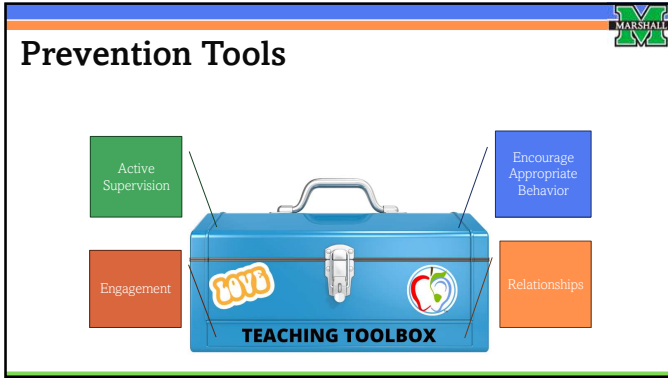 MARSHALL
Prevention Tools
Active
Supervision
Encourage
Appropriate
Behavior
Engagement
LOVE
Relationships
TEACHING TOOLBOX